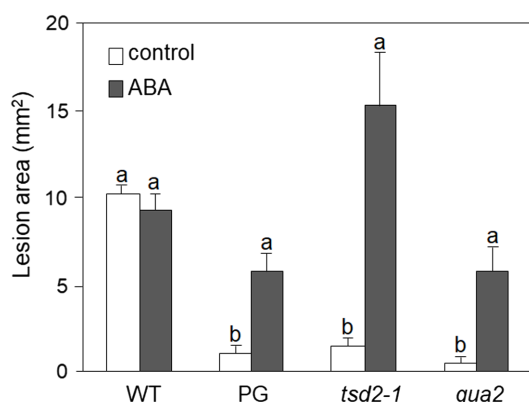 20
15
10
5
0
Lesion area (mm²)
control
ABA
a a
b a
b a
b a
WT PG tsd2-1 qua2